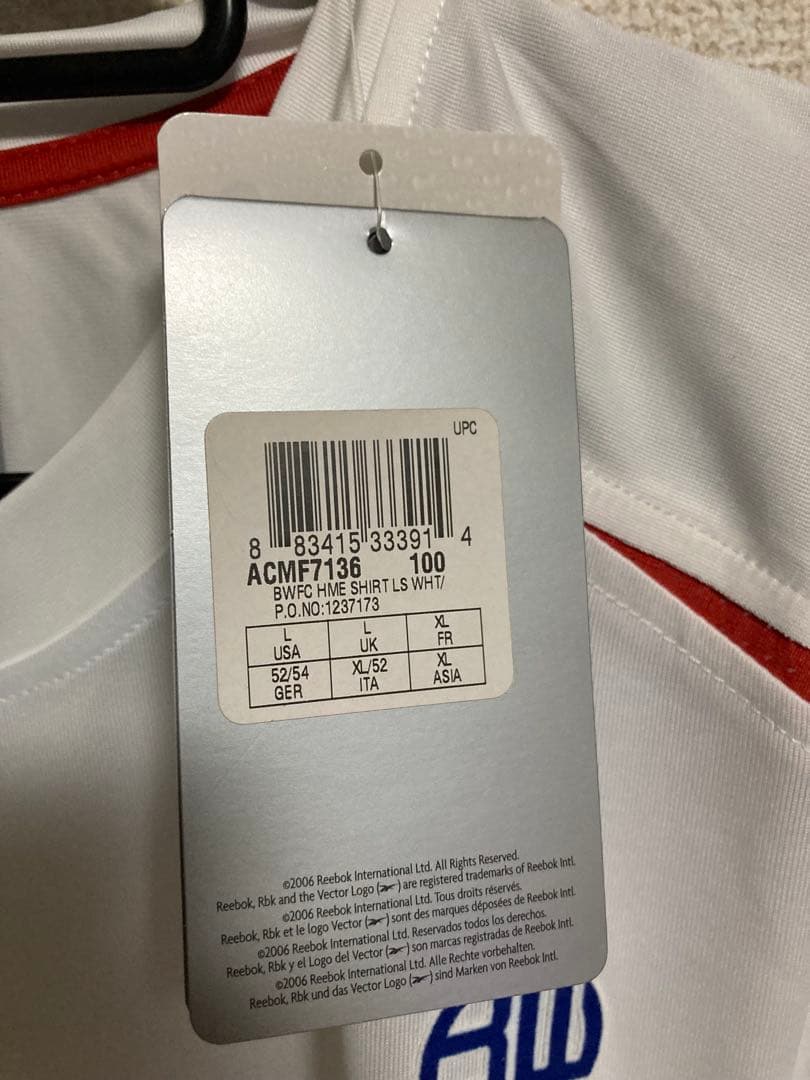 UPC
8 83415 33391 4
ACMF7136 100
BWFC HME SHIRT LS WHT/
P.O.NO:1237173
L L XL
USA UK FR
52/54 XL/52 XL
GER ITA ASIA
©2006 Reebok International Ltd. All Rights Reserved.
Reebok, Rbk and the Vector Logo ( ) are registered trademarks of Reebok Intl.
©2006 Reebok International Ltd. Tous droits réservés.
Reebok, Rbk et le logo Vector ( ) sont des marques déposées de Reebok Intl.
©2006 Reebok International Ltd. Reservados todos los derechos.
Reebok, Rbk y el Logo del Vector ( ) son marcas registradas de Reebok Intl.
©2006 Reebok International Ltd. Alle Rechte vorbehalten.
Reebok, Rbk und das Vector Logo ( ) sind Marken von Reebok Intl.